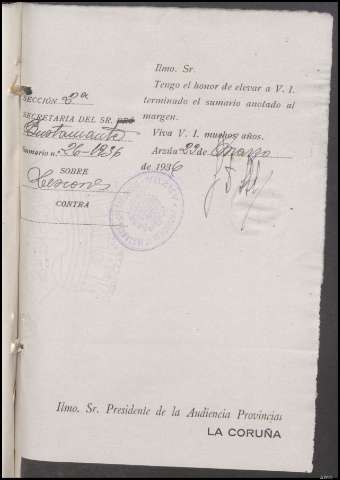 Ilmo. Sr.
Tengo el honor de elevar a V. I.
terminado el sumario anotado al
margen.
Viva V. I. muchos años.
Arzúa 22 de Marzo
de 1936
SECCIÓN 2ª
SECRETARIA DEL SR.
Bustamante
Sumario n.º 26-1936
SOBRE
Lesiones
CONTRA
Ilmo. Sr. Presidente de la Audiencia Provincial
LA CORUÑA